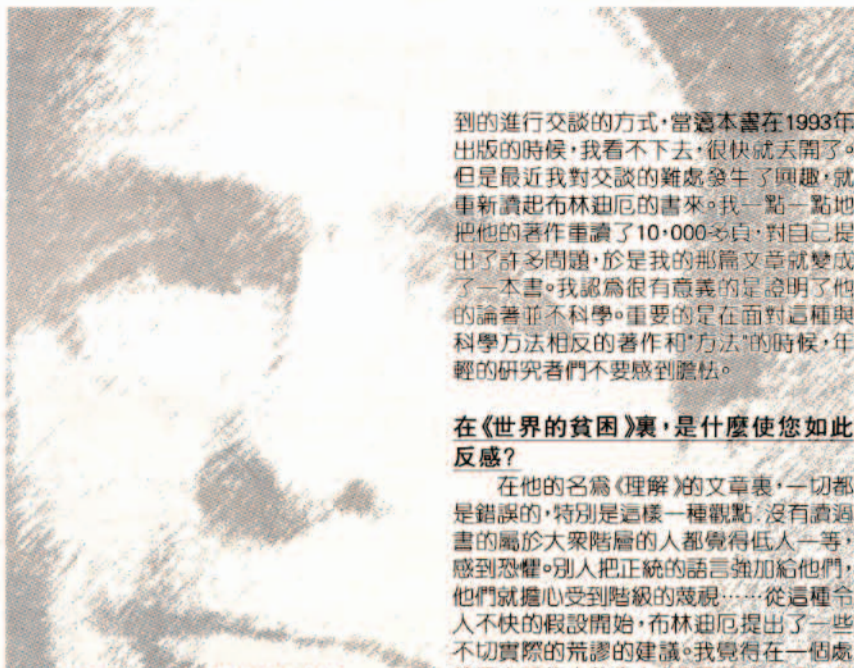 到的進行交談的方式，當這本書在1993年
出版的時候，我看不下去，很快就丟開了。
但是最近我對交談的難處發生了興趣，就
重新讀起布林迪厄的書來。我一點一點地
把他的著作重讀了10，000多頁，對自己提
出了許多問題，於是我的那篇文章就變成
了一本書。我認爲很有意義的是證明了他
的論著並不科學。重要的是在面對這種與
科學方法相反的著作和"方法"的時候，年
輕的研究者們不要感到膽怯。
在《世界的貧困》裏，是什麼使您如此
反感？
在他的名爲《理解》的文章裏，一切都
是錯誤的，特別是這樣一種觀點：沒有讀過
書的屬於大衆階層的人都覺得低人一等，
感到恐懼。別人把正統的語言強加給他們，
他們就擔心受到階級的蔑視……從這種令
人不快的假設開始，布林迪厄提出了一些
不切實際的荒謬的建議。我覺得在一個處